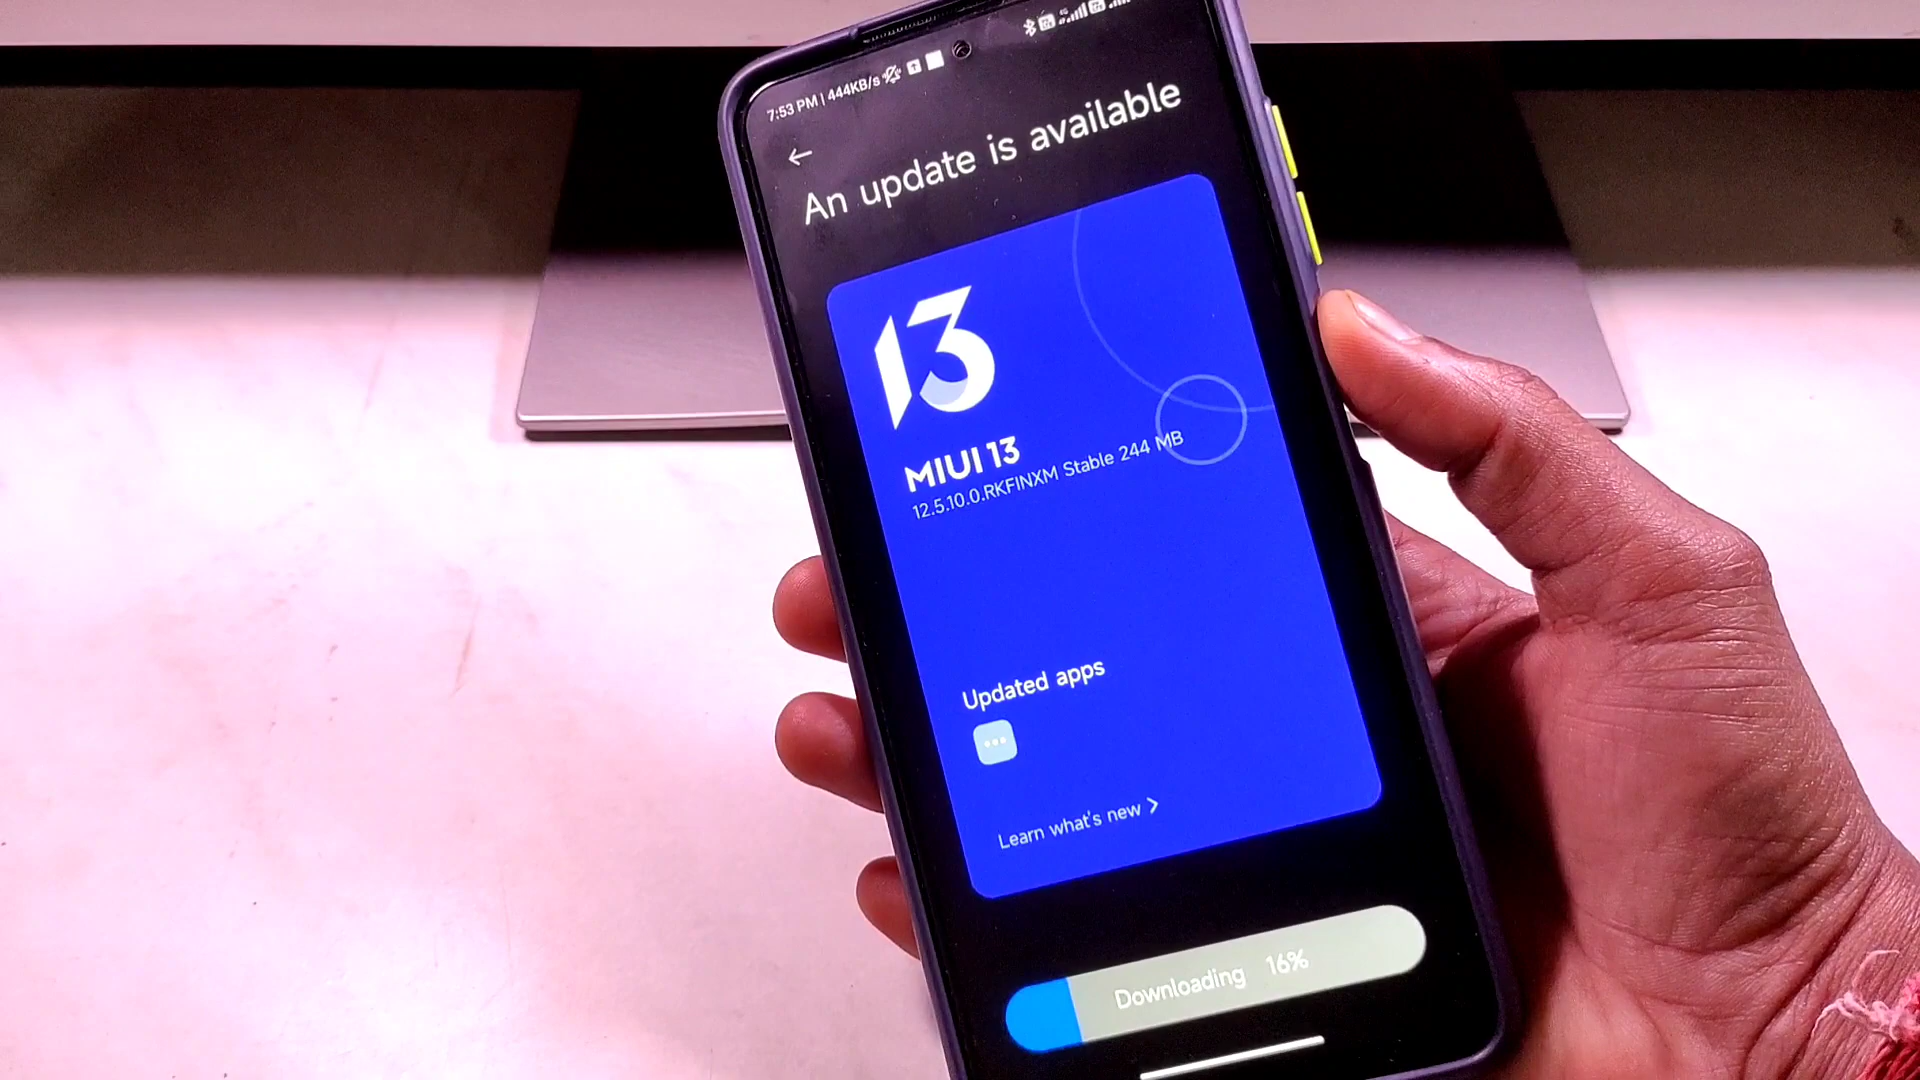 7:53 PM | 444KB/s
An update is available
13
MIUI 13
12.5.10.0.RKFINXM Stable 244 MB
Updated apps
Learn what's new
Downloading 16%